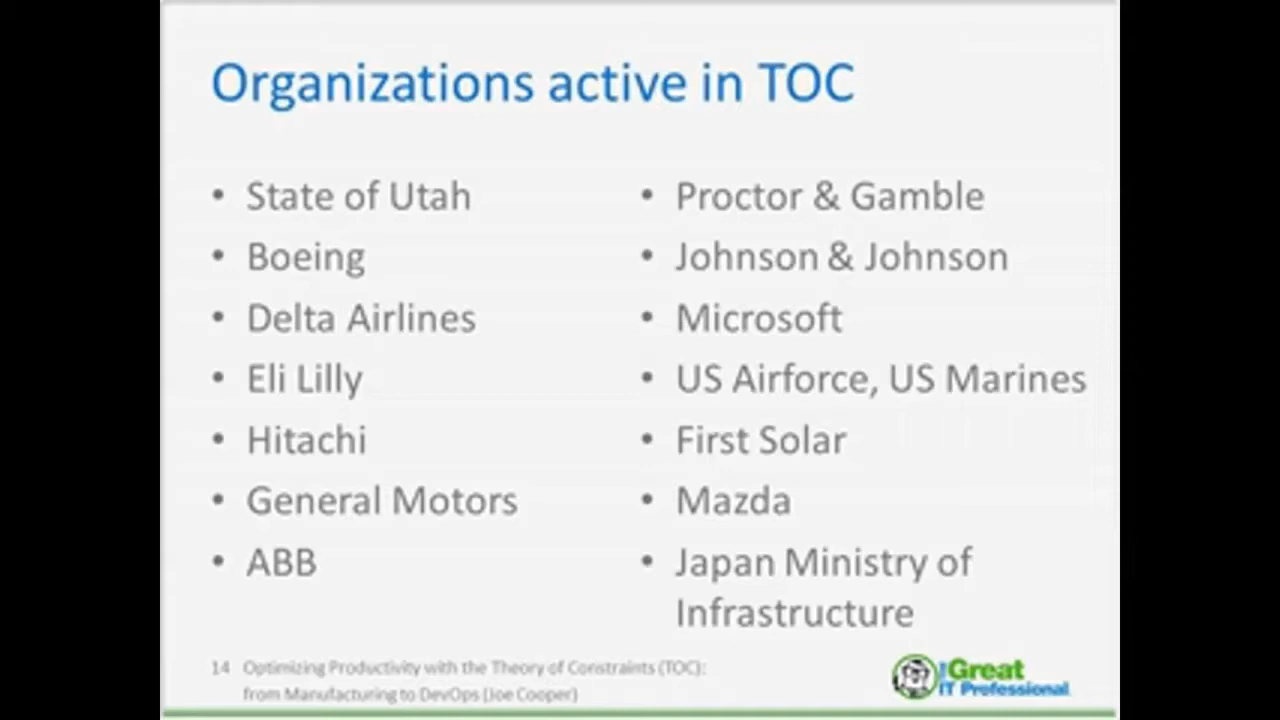 Organizations active in TOC
• State of Utah
• Boeing
• Delta Airlines
• Eli Lilly
• Hitachi
• General Motors
• ABB
• Proctor & Gamble
• Johnson & Johnson
• Microsoft
• US Airforce, US Marines
• First Solar
• Mazda
• Japan Ministry of
Infrastructure
14 Optimizing Productivity with the Theory of Constraints (TOC):
from Manufacturing to DevOps (Joe Cooper)
Great
IT Professional